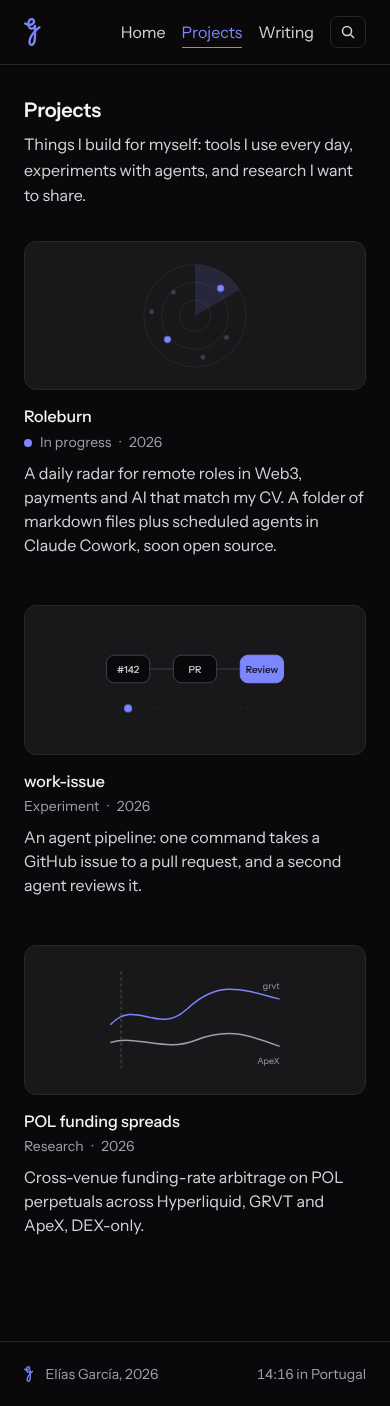 Home Projects Writing
Projects
Things I build for myself: tools I use every day,
experiments with agents, and research I want
to share.
Roleburn
In progress · 2026
A daily radar for remote roles in Web3,
payments and AI that match my CV. A folder of
markdown files plus scheduled agents in
Claude Cowork, soon open source.
#142 PR Review
work-issue
Experiment · 2026
An agent pipeline: one command takes a
GitHub issue to a pull request, and a second
agent reviews it.
grvt
ApeX
POL funding spreads
Research · 2026
Cross-venue funding-rate arbitrage on POL
perpetuals across Hyperliquid, GRVT and
ApeX, DEX-only.
Elías García, 2026 14:16 in Portugal